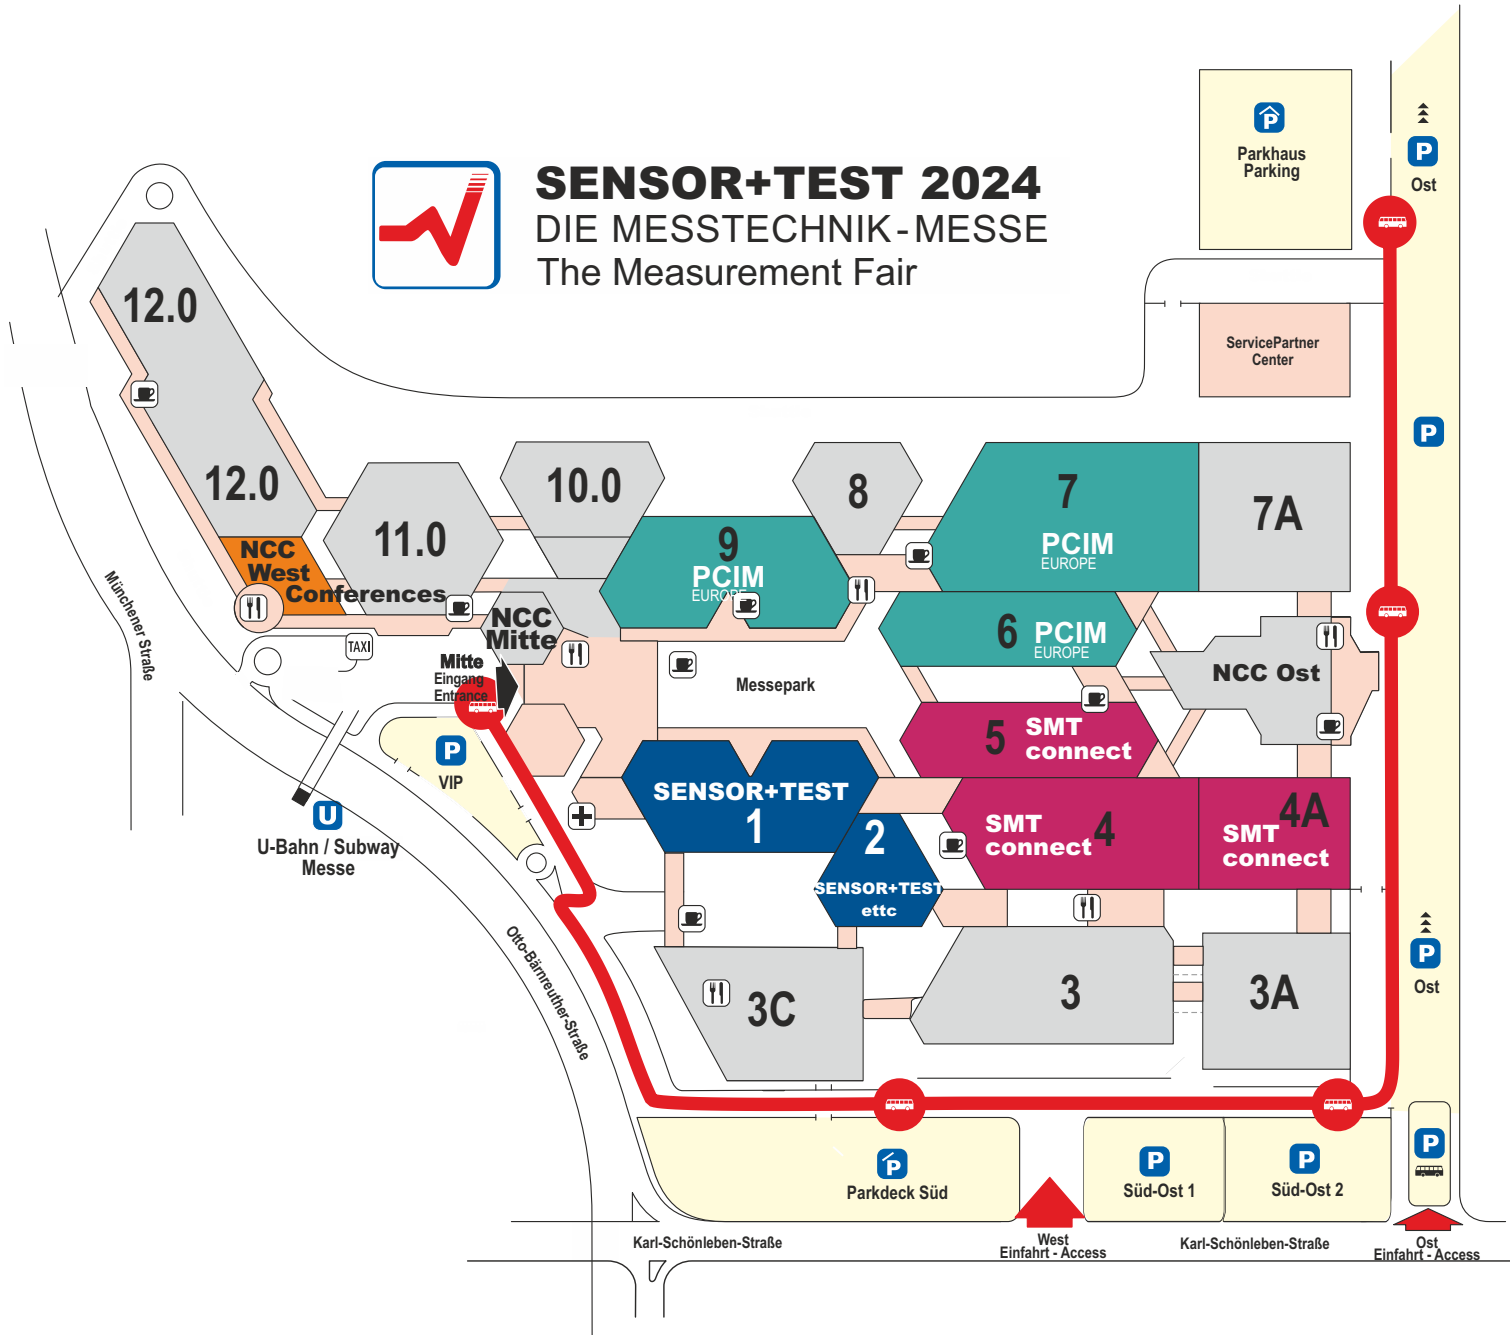 SENSOR+TEST 2024
DIE MESSTECHNIK-MESSE
The Measurement Fair
P
Parkhaus
Parking
P
Ost
ServicePartner
Center
P
12.0
12.0
11.0
10.0
8
7
PCIM
EUROPE
7A
9
PCIM
EUROPE
NCC
West
Conferences
NCC
Mitte
6
PCIM
EUROPE
NCC Ost
TAXI
Mitte
Eingang
Entrance
Messepark
Münchener Straße
P
VIP
5
SMT
connect
SENSOR+TEST
1
2
SENSOR+TEST
ettc
SMT
connect
4
4A
SMT
connect
U
U-Bahn / Subway
Messe
Otto-Bärnreuther-Straße
3C
3
3A
P
Ost
P
Parkdeck Süd
P
Süd-Ost 1
P
Süd-Ost 2
P
Karl-Schönleben-Straße
West
Einfahrt - Access
Karl-Schönleben-Straße
Ost
Einfahrt - Access